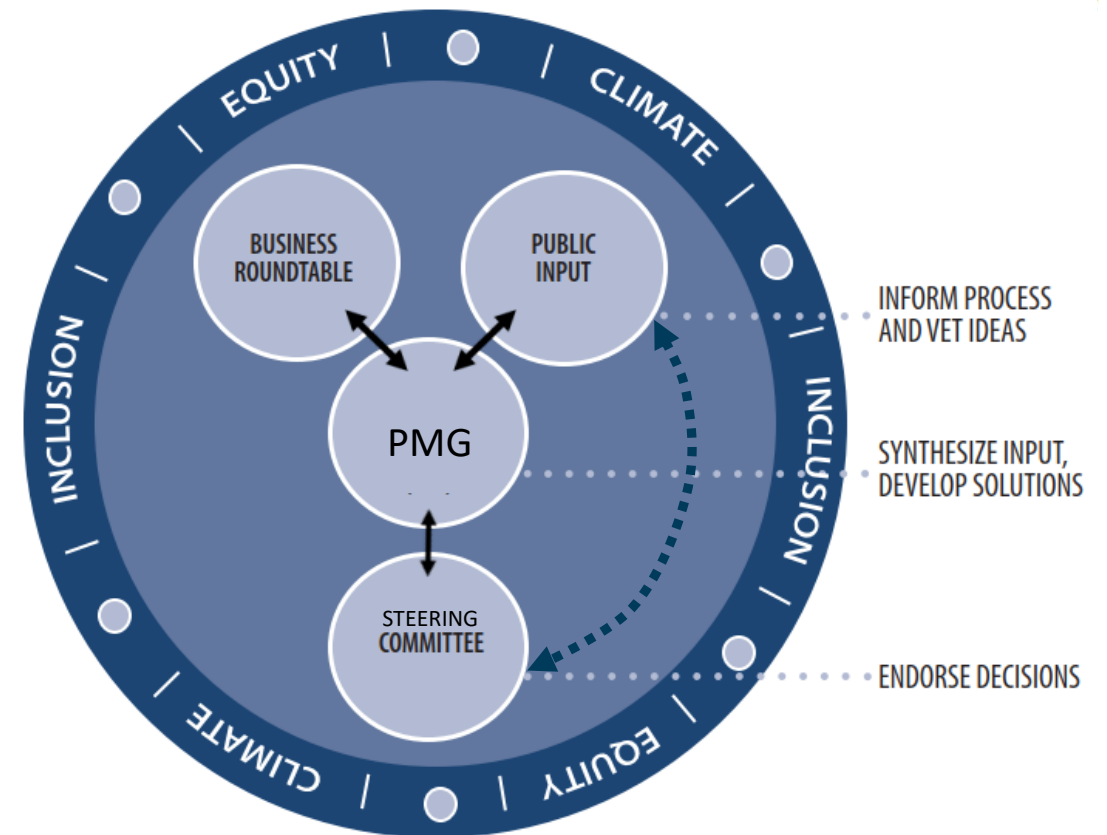 EQUITY
CLIMATE
INCLUSION
BUSINESS
ROUNDTABLE
PUBLIC
INPUT
INFORM PROCESS
AND VET IDEAS
INCLUSION
PMG
SYNTHESIZE INPUT,
DEVELOP SOLUTIONS
STEERING
COMMITTEE
ENDORSE DECISIONS
CLIMATE
EQUITY